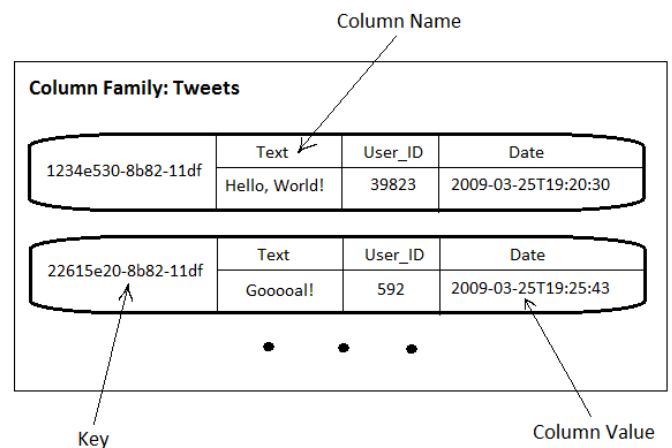 Column Name
Column Family: Tweets
1234e530-8b82-11df
Text User_ID Date
Hello, World! 39823 2009-03-25T19:20:30
22615e20-8b82-11df
Text User_ID Date
Gooooal! 592 2009-03-25T19:25:43
Key
Column Value